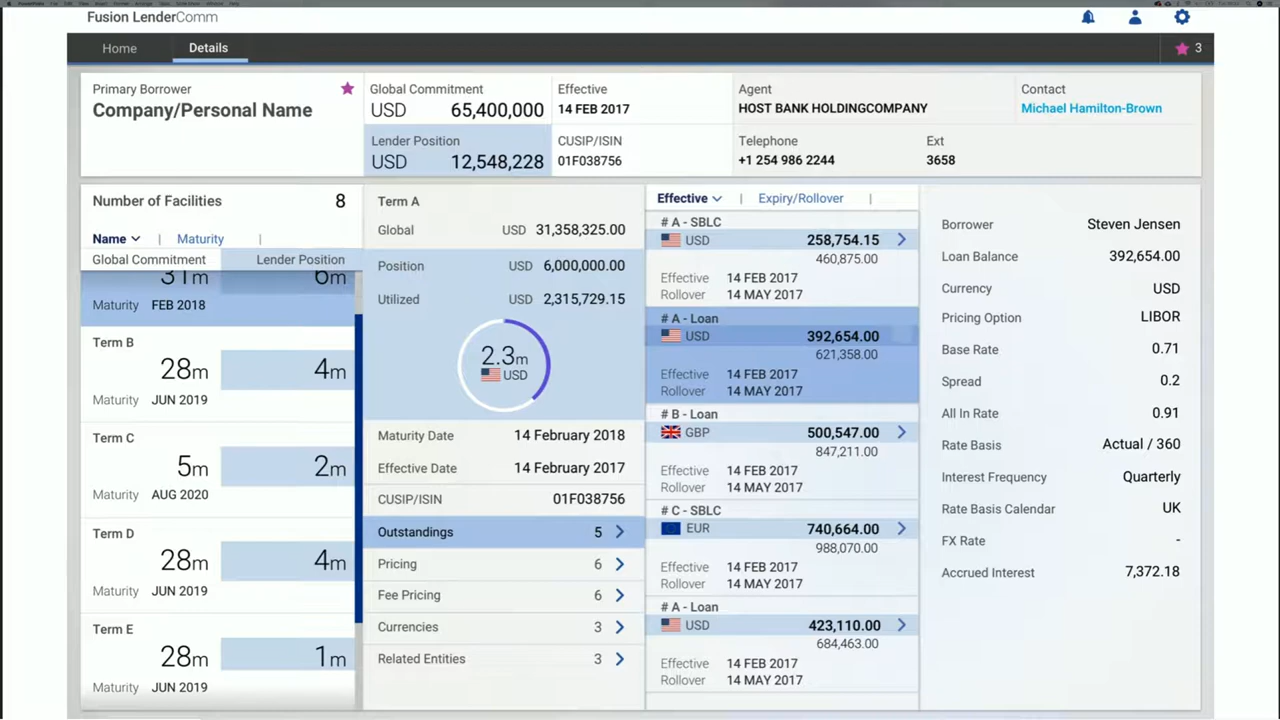 Fusion LenderComm
Home
Details
3
Primary Borrower
Company/Personal Name
Global Commitment
USD 65,400,000
Lender Position
USD 12,548,228
Effective
14 FEB 2017
CUSIP/ISIN
01F038756
Agent
HOST BANK HOLDINGCOMPANY
Telephone
+1 254 986 2244
Ext
3658
Contact
Michael Hamilton-Brown
Number of Facilities 8
Name | Maturity |
Global Commitment Lender Position
31m 6m
Maturity FEB 2018
Term B
28m 4m
Maturity JUN 2019
Term C
5m 2m
Maturity AUG 2020
Term D
28m 4m
Maturity JUN 2019
Term E
28m 1m
Maturity JUN 2019
Term A
Global USD 31,358,325.00
Position USD 6,000,000.00
Utilized USD 2,315,729.15
2.3m
USD
Maturity Date 14 February 2018
Effective Date 14 February 2017
CUSIP/ISIN 01F038756
Outstandings 5
Pricing 6
Fee Pricing 6
Currencies 3
Related Entities 3
Effective | Expiry/Rollover |
# A - SBLC
USD 258,754.15
460,875.00
Effective 14 FEB 2017
Rollover 14 MAY 2017
# A - Loan
USD 392,654.00
621,358.00
Effective 14 FEB 2017
Rollover 14 MAY 2017
# B - Loan
GBP 500,547.00
847,211.00
Effective 14 FEB 2017
Rollover 14 MAY 2017
# C - SBLC
EUR 740,664.00
988,070.00
Effective 14 FEB 2017
Rollover 14 MAY 2017
# A - Loan
USD 423,110.00
684,463.00
Effective 14 FEB 2017
Rollover 14 MAY 2017
Borrower Steven Jensen
Loan Balance 392,654.00
Currency USD
Pricing Option LIBOR
Base Rate 0.71
Spread 0.2
All In Rate 0.91
Rate Basis Actual / 360
Interest Frequency Quarterly
Rate Basis Calendar UK
FX Rate -
Accrued Interest 7,372.18